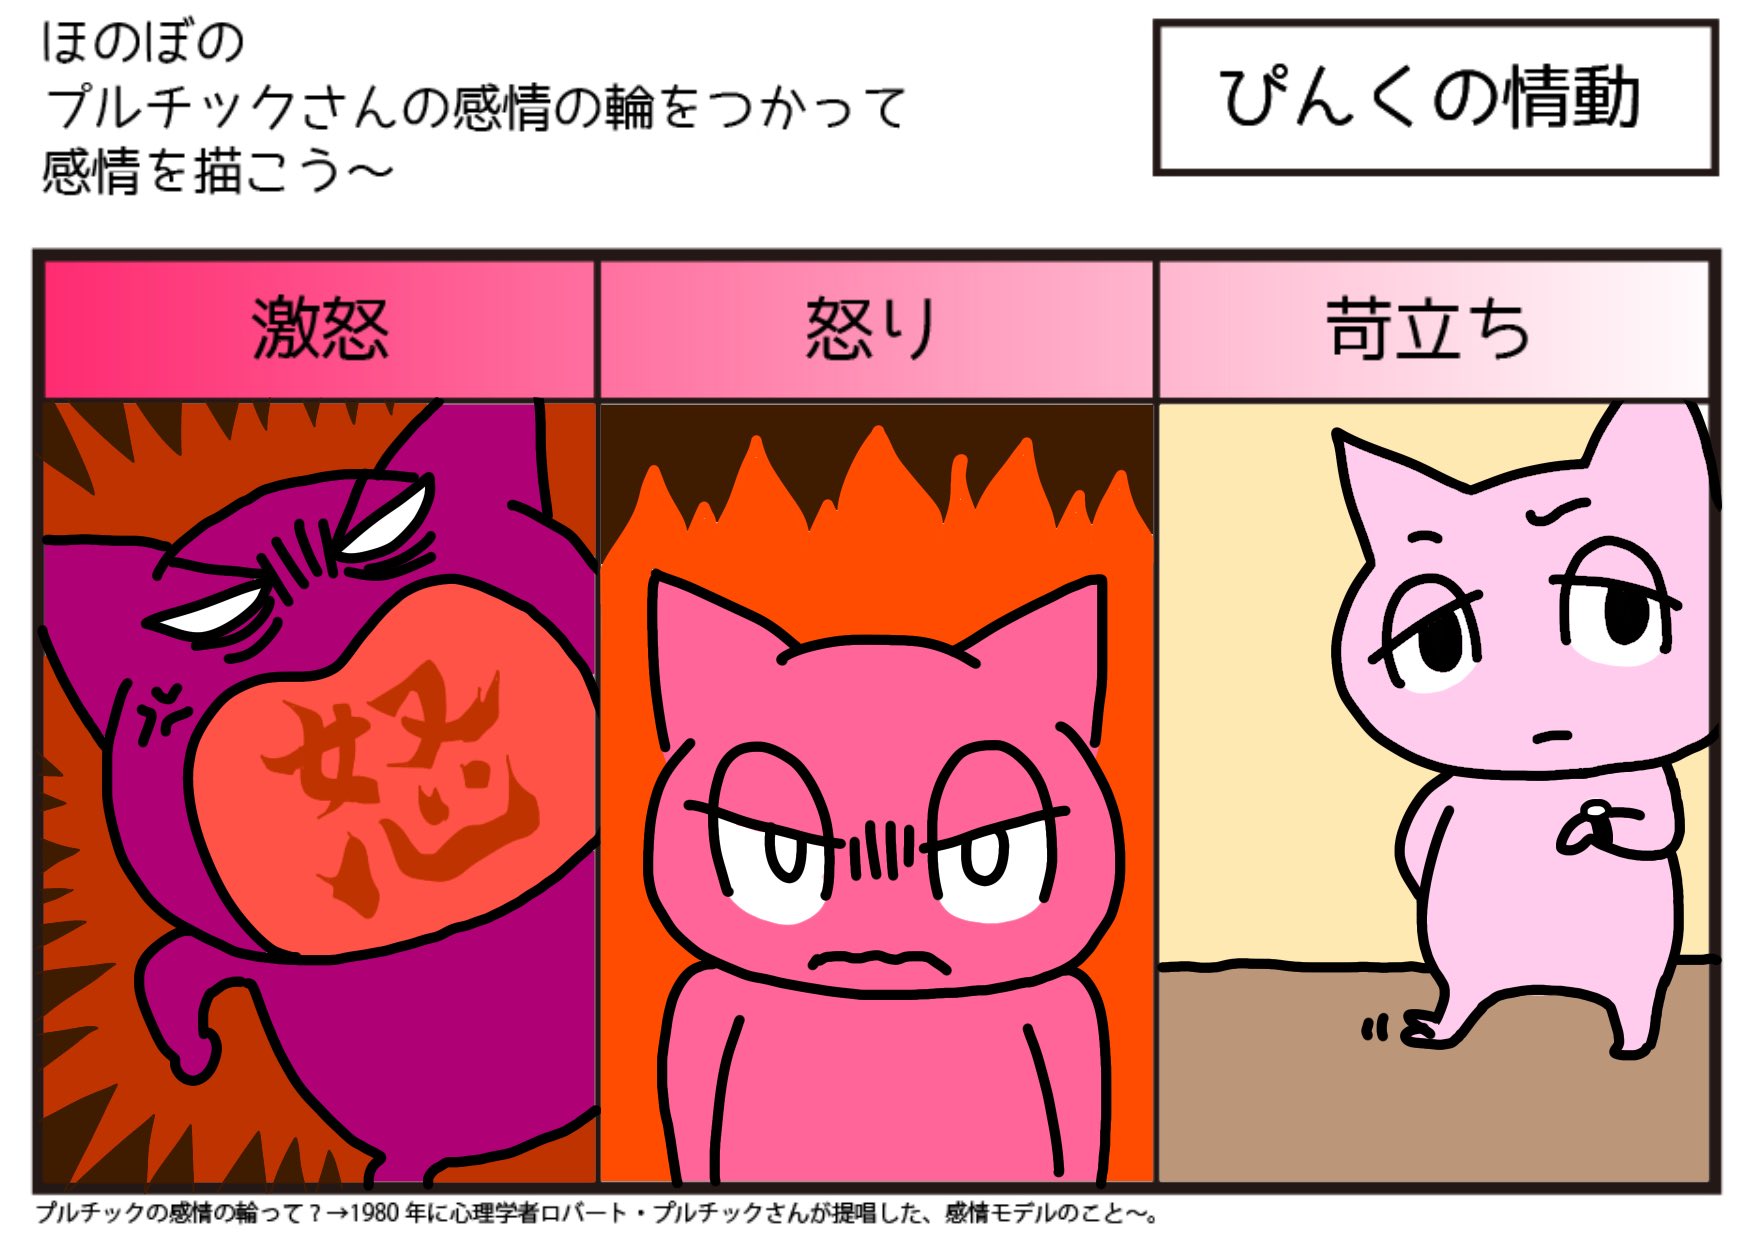 ほのぼの
プルチックさんの感情の輪をつかって
感情を描こう～
ぴんくの情動
激怒
怒り
苛立ち
怒
プルチックの感情の輪って？→1980年に心理学者ロバート・プルチックさんが提唱した、感情モデルのこと～。